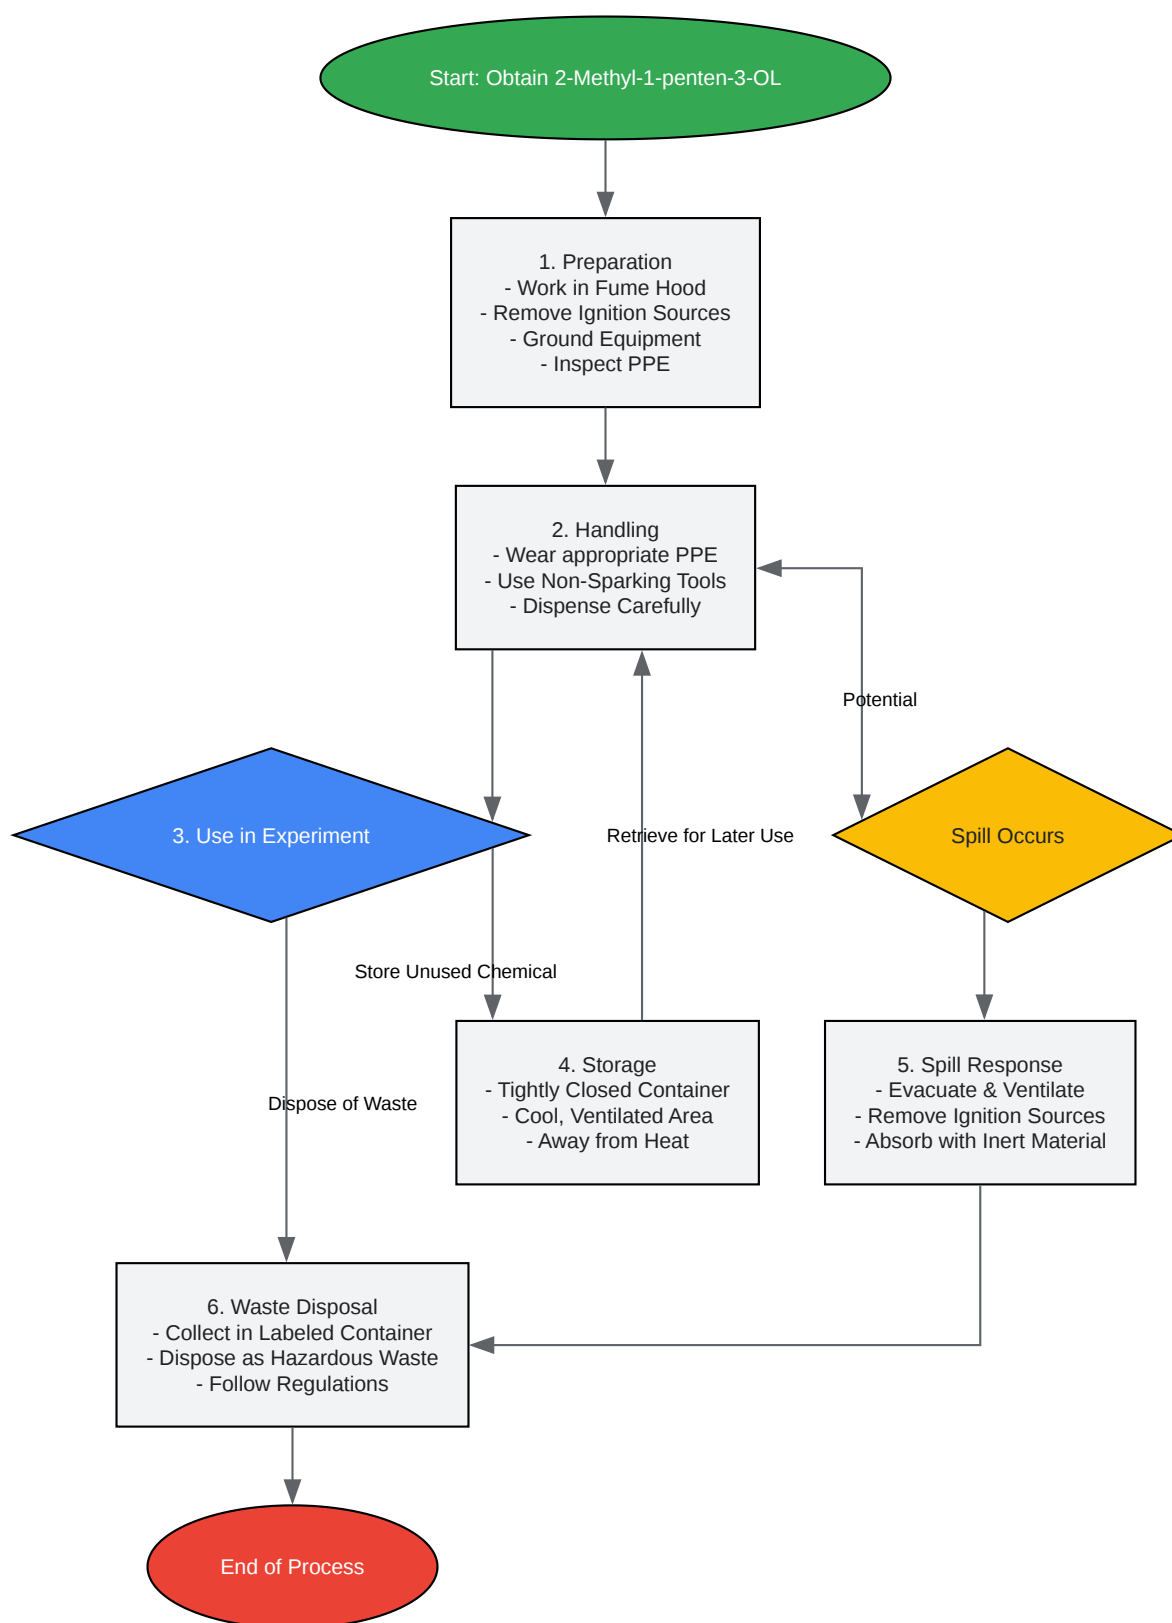 Start: Obtain 2-Methyl-1-penten-3-OL
1. Preparation
- Work in Fume Hood
- Remove Ignition Sources
- Ground Equipment
- Inspect PPE
2. Handling
- Wear appropriate PPE
- Use Non-Sparking Tools
- Dispense Carefully
Potential
3. Use in Experiment
Retrieve for Later Use
Spill Occurs
Store Unused Chemical
4. Storage
- Tightly Closed Container
- Cool, Ventilated Area
- Away from Heat
5. Spill Response
- Evacuate & Ventilate
- Remove Ignition Sources
- Absorb with Inert Material
Dispose of Waste
6. Waste Disposal
- Collect in Labeled Container
- Dispose as Hazardous Waste
- Follow Regulations
End of Process